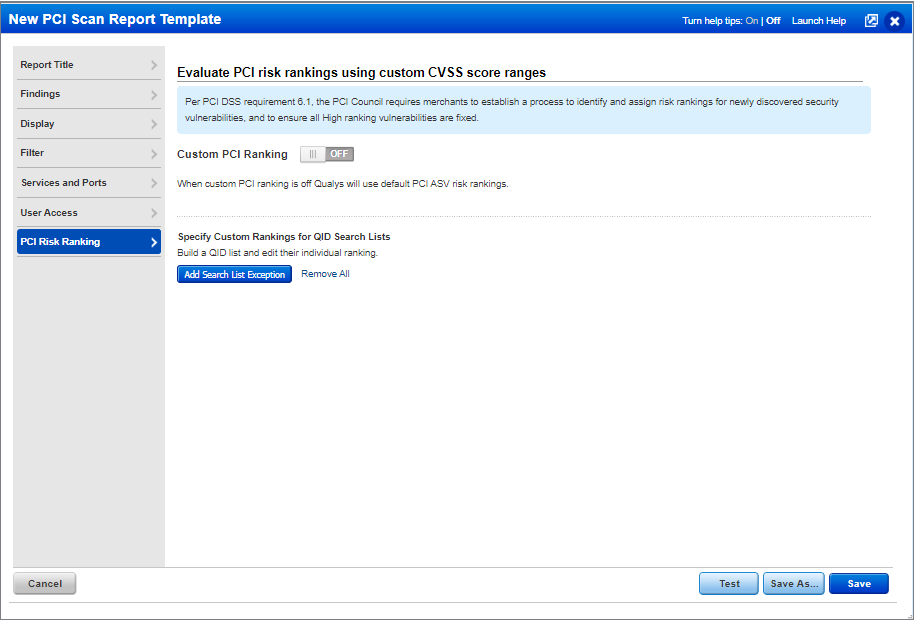 New PCI Scan Report Template
Turn help tips: On | Off Launch Help
Report Title
Findings
Display
Filter
Services and Ports
User Access
PCI Risk Ranking
Evaluate PCI risk rankings using custom CVSS score ranges
Per PCI DSS requirement 6.1, the PCI Council requires merchants to establish a process to identify and assign risk rankings for newly discovered security
vulnerabilities, and to ensure all High ranking vulnerabilities are fixed.
Custom PCI Ranking OFF
When custom PCI ranking is off Qualys will use default PCI ASV risk rankings.
Specify Custom Rankings for QID Search Lists
Build a QID list and edit their individual ranking.
Add Search List Exception Remove All
Cancel Test Save As... Save